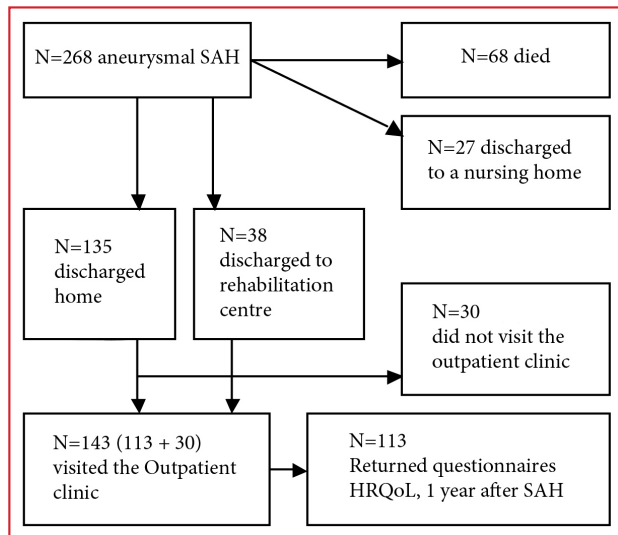 N=268 aneurysmal SAH
N=68 died
N=27 discharged
to a nursing home
N=135
discharged
home
N=38
discharged to
rehabilitation
centre
N=30
did not visit the
outpatient clinic
N=143 (113 + 30)
visited the Outpatient
clinic
N=113
Returned questionnaires
HRQoL, 1 year after SAH